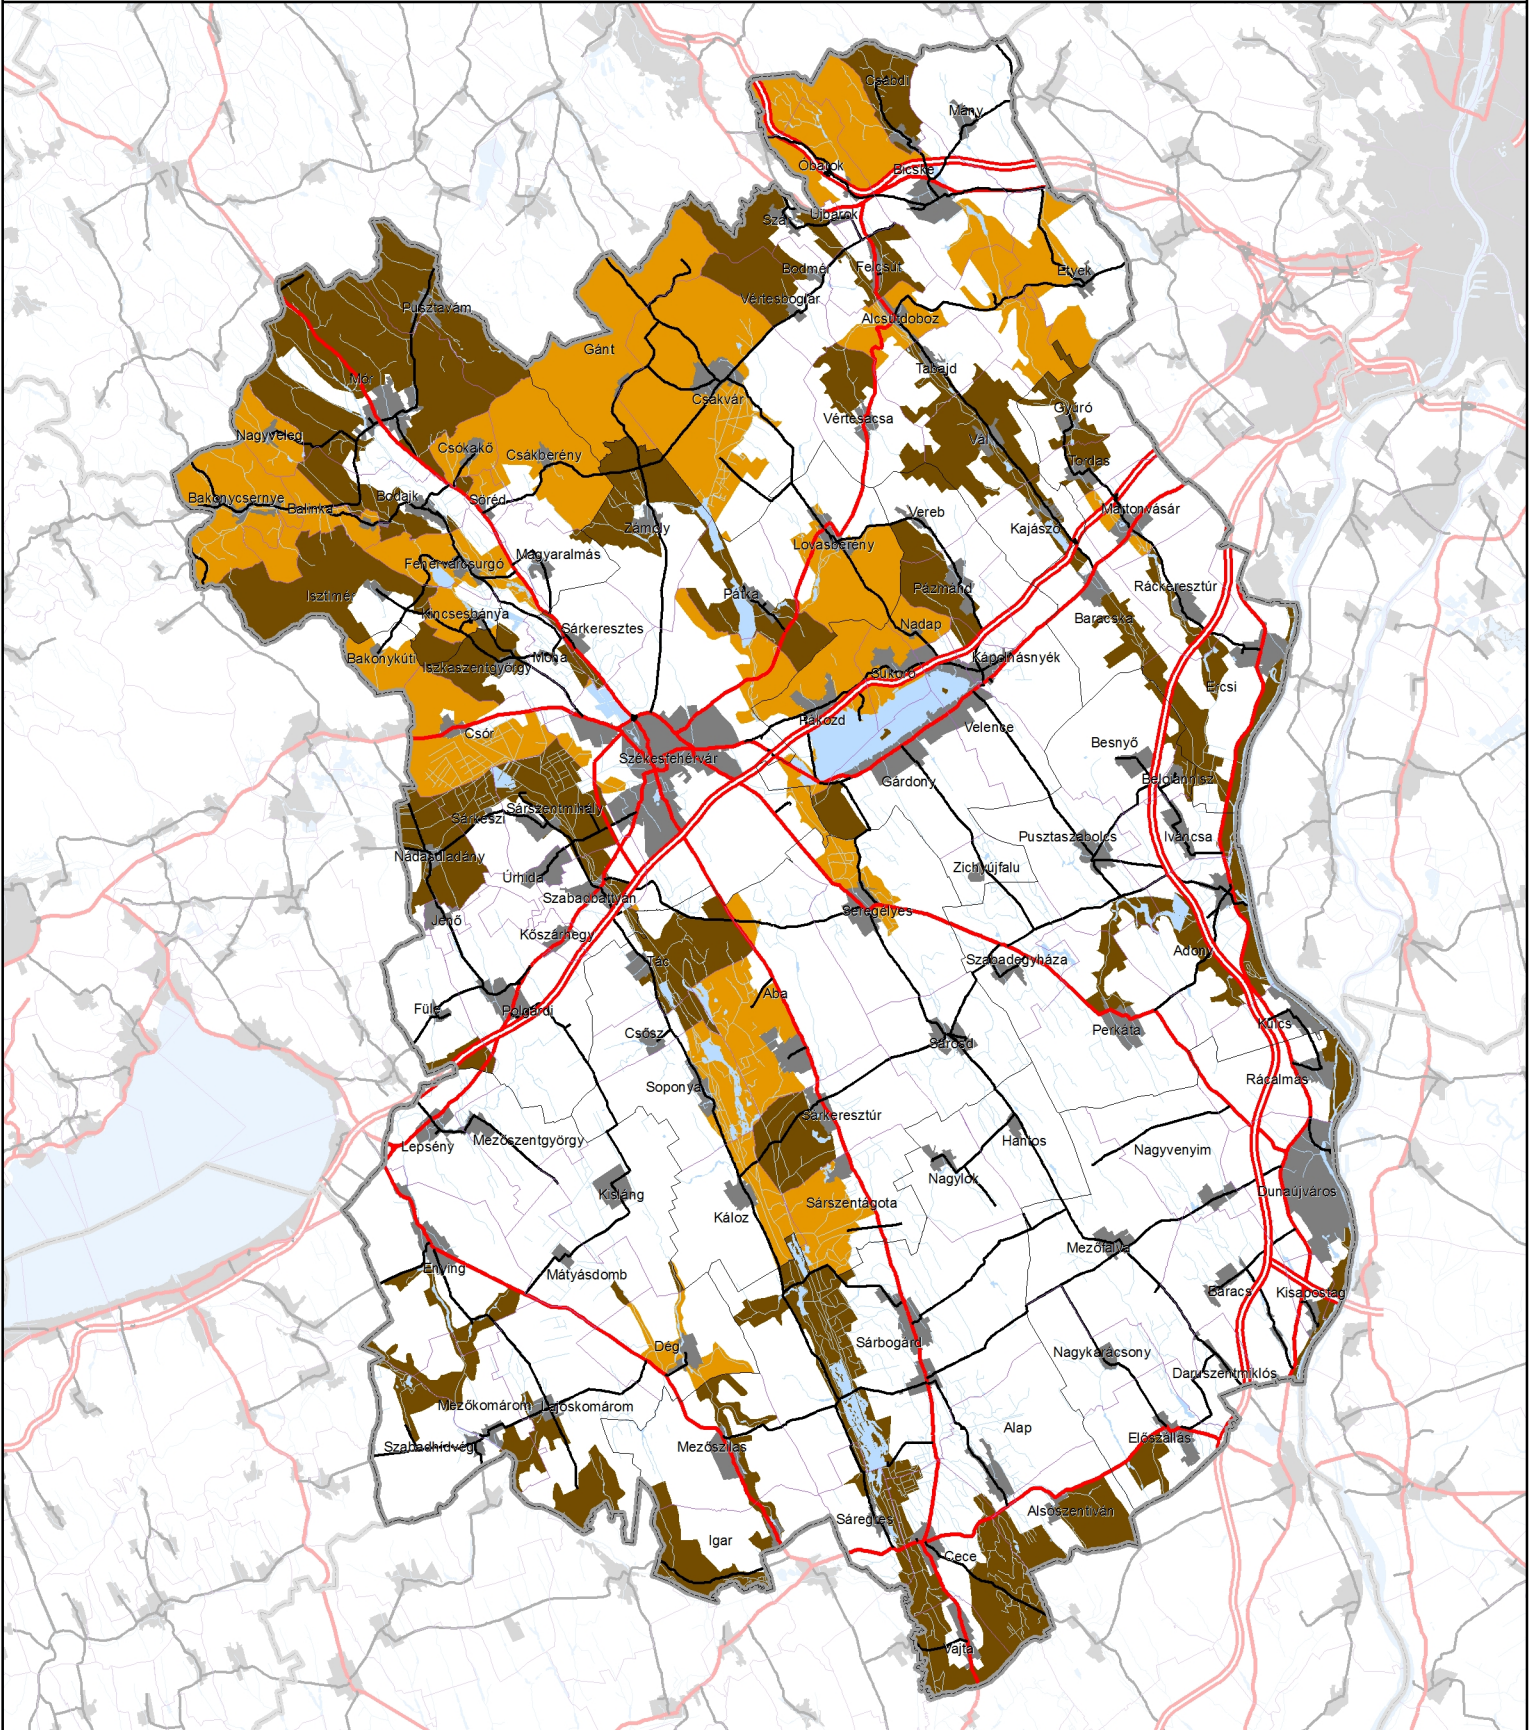 Csabdi
Mány
Óbarok
Bicske
Újbarok
Szár
Bodmér
Felcsút
Etyek
Vértesboglár
Pusztavám
Alcsútdoboz
Gánt
Tabajd
Mór
Csákvár
Gyúró
Vértesacsa
Nagyveleg
Vál
Csókakő
Csákberény
Tordas
Bakonycsernye
Balinka
Bodajk
Söréd
Mártonvásár
Vereb
Zámoly
Kajászó
Lovasberény
Magyaralmás
Fehérvárcsurgó
Ráckeresztúr
Pázmánd
Isztimér
Pátka
Kincsesbánya
Baracska
Nadap
Sárkeresztes
Bakonykúti
Iszkaszentgyörgy
Moha
Kápolnásnyék
Sukoró
Ercsi
Pákozd
Velence
Csór
Besnyő
Székesfehérvár
Gárdony
Beloiannisz
Sárszentmihály
Sárkeszi
Pusztaszabolcs
Iváncsa
Nádasdladány
Úrhida
Zichyújfalu
Szabadbattyán
Seregélyes
Jenő
Kőszárhegy
Adony
Tác
Szabadegyháza
Aba
Füle
Polgárdi
Kulcs
Csősz
Sárosd
Perkáta
Rácalmás
Soponya
Sárkeresztúr
Lepsény
Mezőszentgyörgy
Hantos
Nagyvenyim
Nagylók
Kisláng
Dunaújváros
Káloz
Sárszentágota
Mezőfalva
Enying
Mátyásdomb
Baracs
Kisapostag
Dég
Sárbogárd
Nagykarácsony
Daruszentmiklós
Mezőkomárom
Lajoskomárom
Alap
Előszállás
Szabadhídvég
Mezőszilas
Alsószentiván
Sáregres
Igar
Cece
Vajta